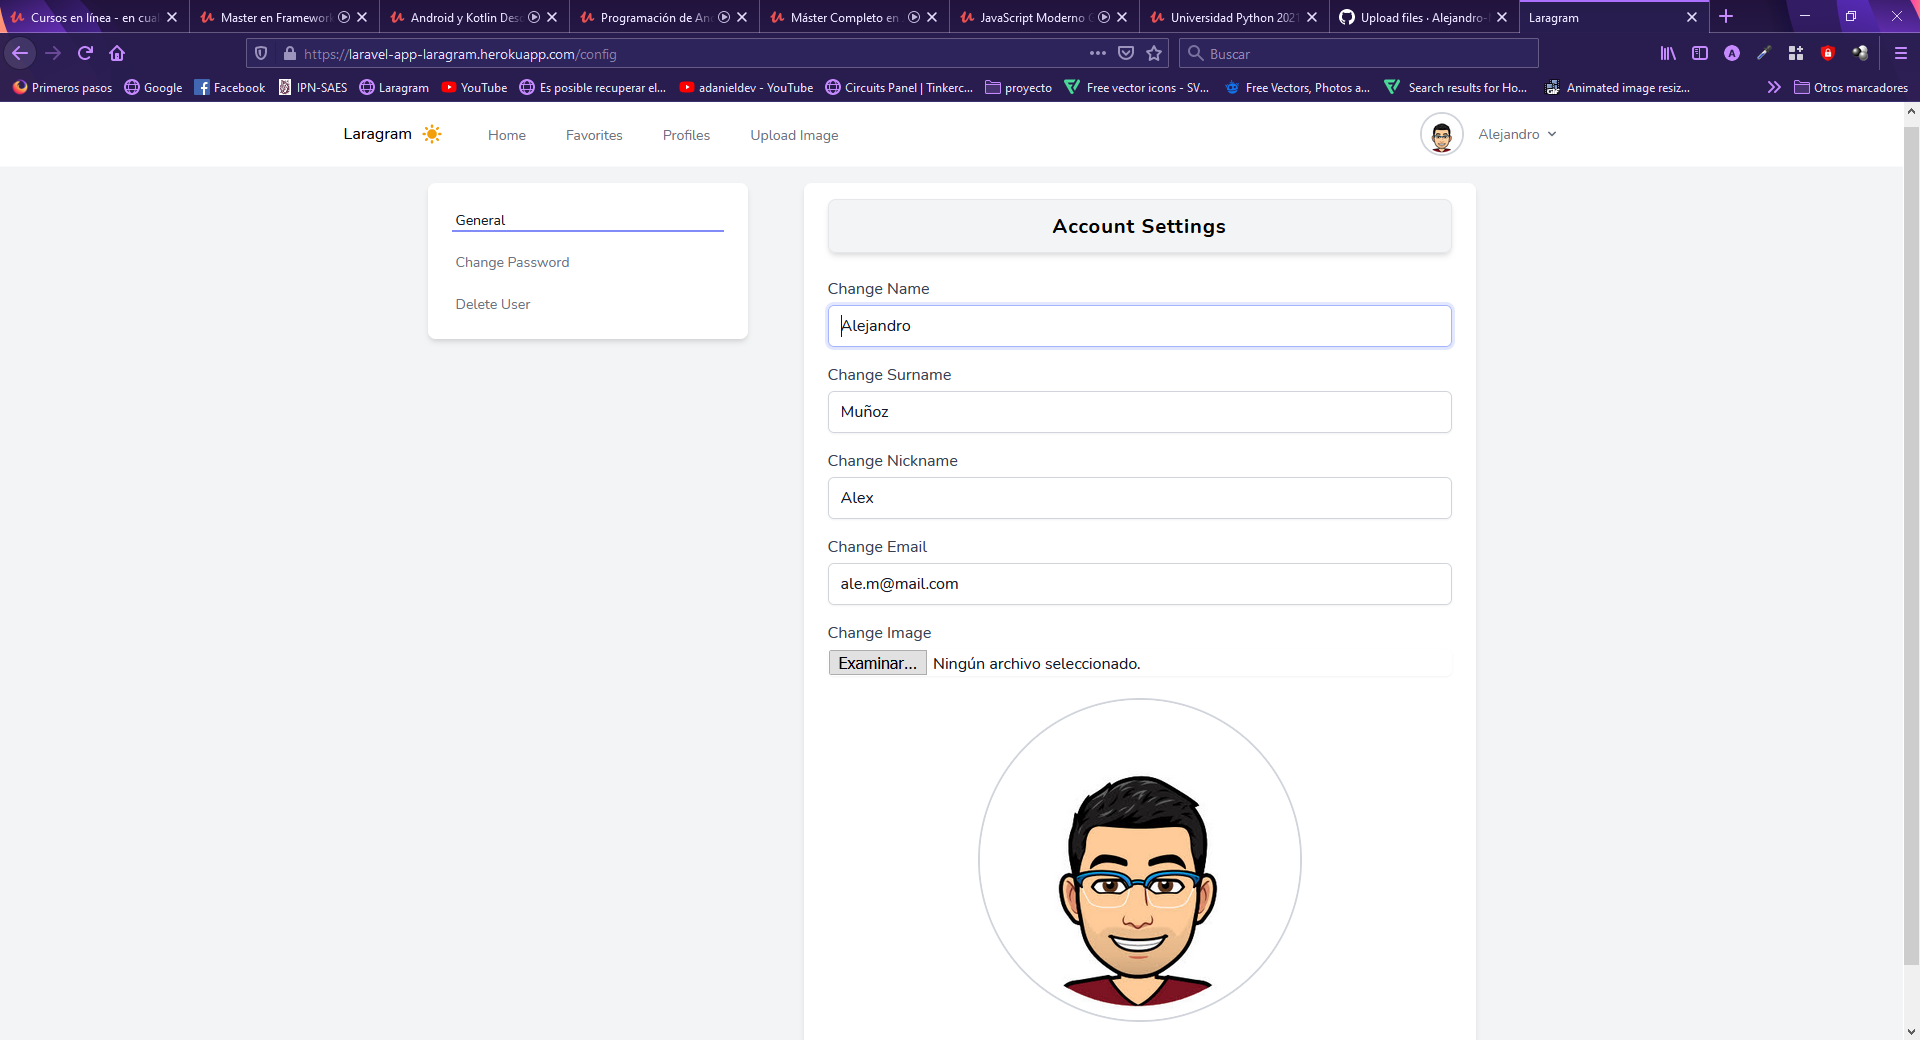 Cursos en línea - en cual
Master en Framework
Android y Kotlin Desc
Programación de And
Máster Completo en
JavaScript Moderno G
Universidad Python 2021
Upload files · Alejandro-
Laragram
https://laravel-app-laragram.herokuapp.com/config
Buscar
Primeros pasos
Google
Facebook
IPN-SAES
Laragram
YouTube
Es posible recuperar el...
adanieldev - YouTube
Circuits Panel | Tinkerc...
proyecto
Free vector icons - SV...
Free Vectors, Photos a...
Search results for Ho...
Animated image resiz...
Otros marcadores
Laragram
Home
Favorites
Profiles
Upload Image
Alejandro
General
Change Password
Delete User
Account Settings
Change Name
Alejandro
Change Surname
Muñoz
Change Nickname
Alex
Change Email
ale.m@mail.com
Change Image
Examinar... Ningún archivo seleccionado.